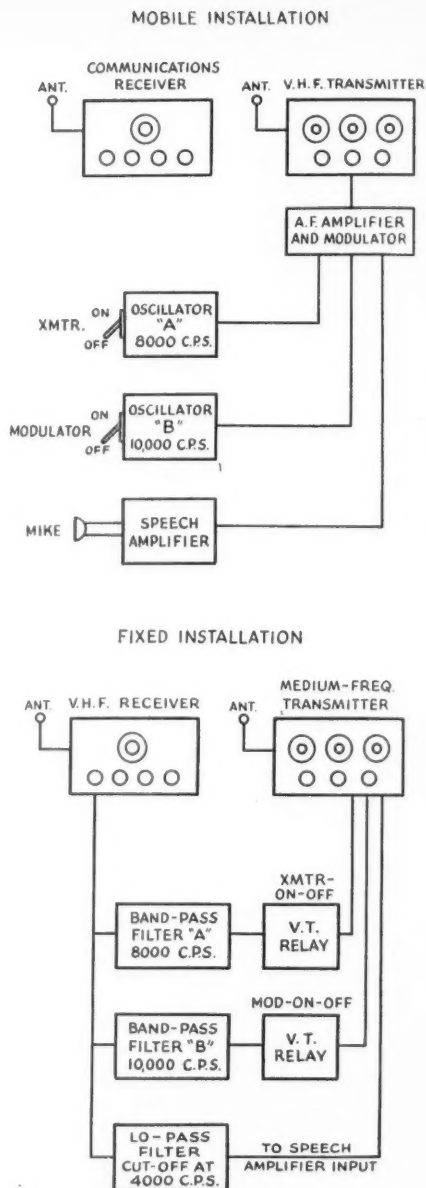 MOBILE INSTALLATION
COMMUNICATIONS
RECEIVER
ANT.
V.H.F. TRANSMITTER
ANT.
A.F. AMPLIFIER
AND MODULATOR
XMTR.
ON
OFF
OSCILLATOR
"A"
8000 C.P.S.
MODULATOR
ON
OFF
OSCILLATOR
"B"
10,000 C.P.S.
MIKE
SPEECH
AMPLIFIER
FIXED INSTALLATION
ANT.
V.H.F. RECEIVER
MEDIUM-FREQ.
TRANSMITTER
ANT.
XMTR-
ON-OFF
BAND-PASS
FILTER "A"
8000 C.P.S.
V.T.
RELAY
MOD-ON-OFF
BAND-PASS
FILTER "B"
10,000 C.P.S.
V.T.
RELAY
LO-PASS
FILTER
CUT-OFF AT
4000 C.P.S.
TO SPEECH
AMPLIFIER INPUT